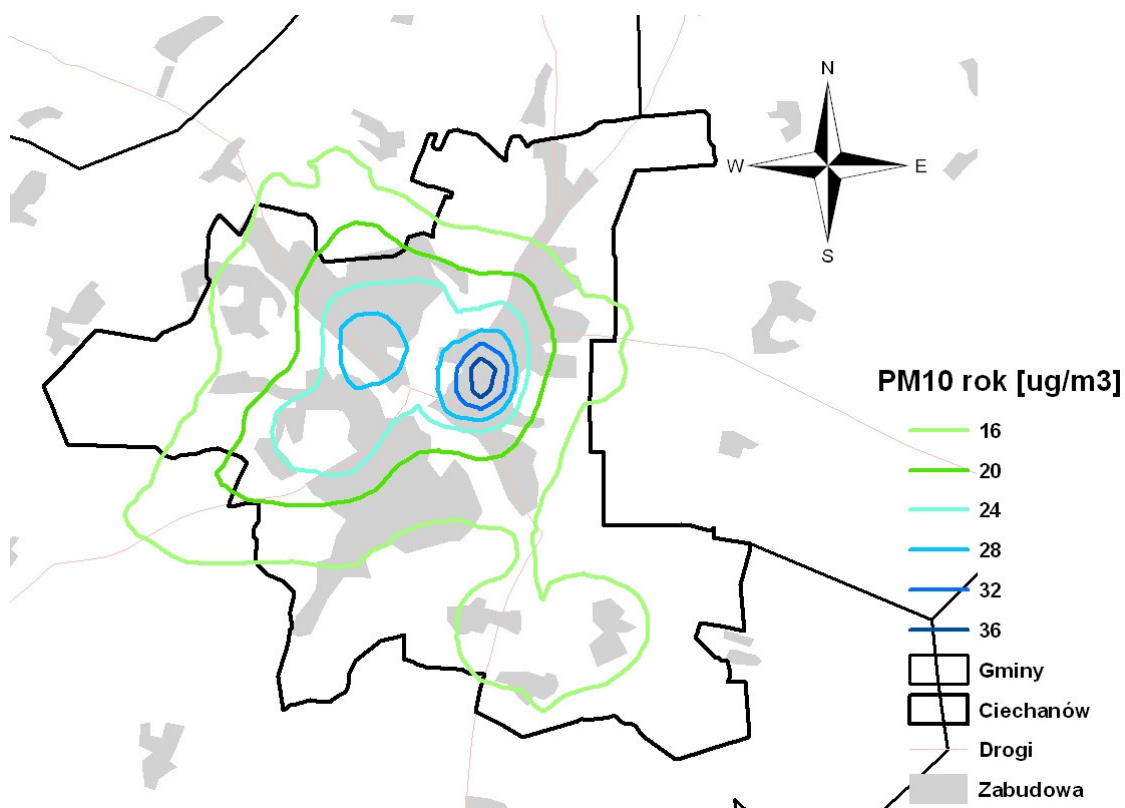 N
W E
S
PM10 rok [ug/m3]
16
20
24
28
32
36
Gminy
Ciechanów
Drogi
Zabudowa